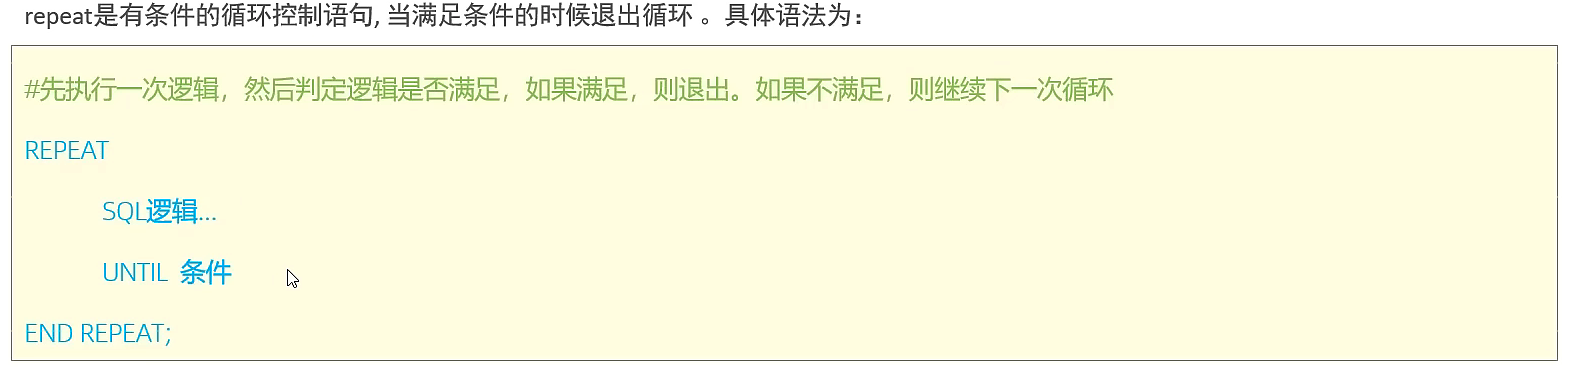 repeat是有条件的循环控制语句, 当满足条件的时候退出循环 。具体语法为：
#先执行一次逻辑，然后判定逻辑是否满足，如果满足，则退出。如果不满足，则继续下一次循环
REPEAT
SQL逻辑...
UNTIL 条件
END REPEAT;